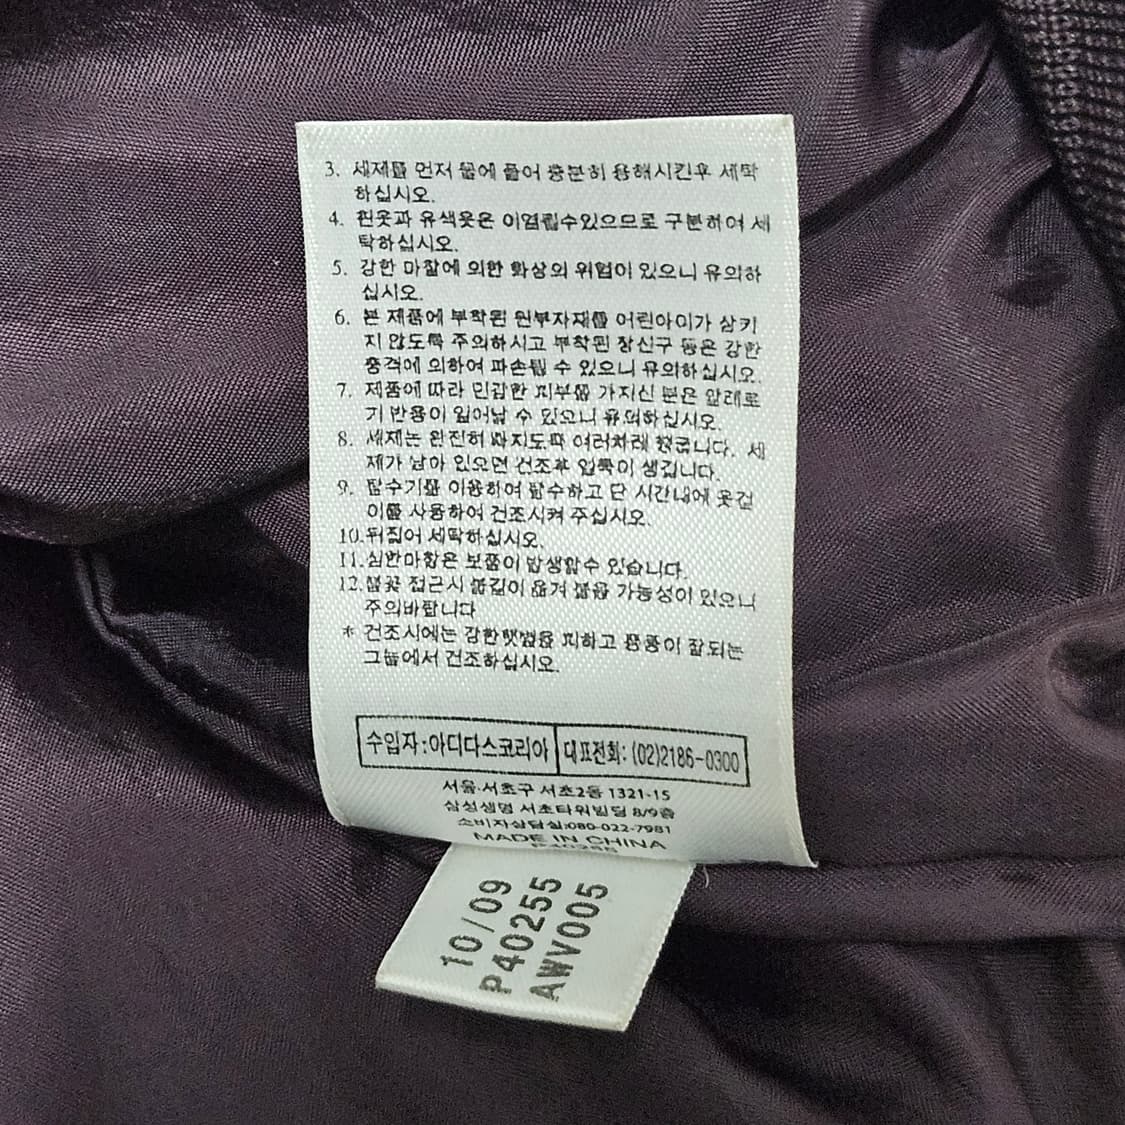 3. 세제를 먼저 물에 풀어 충분히 용해시킨후 세탁
하십시오.
4. 흰옷과 유색옷은 이염될수있으므로 구분하여 세
탁하십시오.
5. 강한 마찰에 의한 화상의 위험이 있으니 유의하
십시오.
6. 본 제품에 부착된 원부자재를 어린아이가 삼키
지 않도록 주의하시고 부착된 장신구 등은 강한
충격에 의하여 파손될 수 있으니 유의하십시오.
7. 제품에 따라 민감한 피부를 가지신 분은 알레르
기 반응이 일어날 수 있으니 유의하십시오.
8. 세제는 완전히 빠지도록 여러차례 헹굽니다. 세
제가 남아 있으면 건조후 얼룩이 생깁니다.
9. 탈수기를 이용하여 탈수하고 단 시간내에 옷걸
이를 사용하여 건조시켜 주십시오.
10.뒤집어 세탁하십시오.
11.심한마찰은 보풀이 발생할수 있습니다.
12.불꽃 접근시 불길이 옮겨 붙을 가능성이 있으니
주의바랍니다
* 건조시에는 강한햇볕을 피하고 통풍이 잘되는
그늘에서 건조하십시오.
수입자:아디다스코리아 대표전화: (02)2186-0300
서울·서초구 서초2동 1321-15
삼성생명 서초타워빌딩 8/9층
소비자상담실:080-022-7981
MADE IN CHINA
P40255
10/09
P40255
AWV005